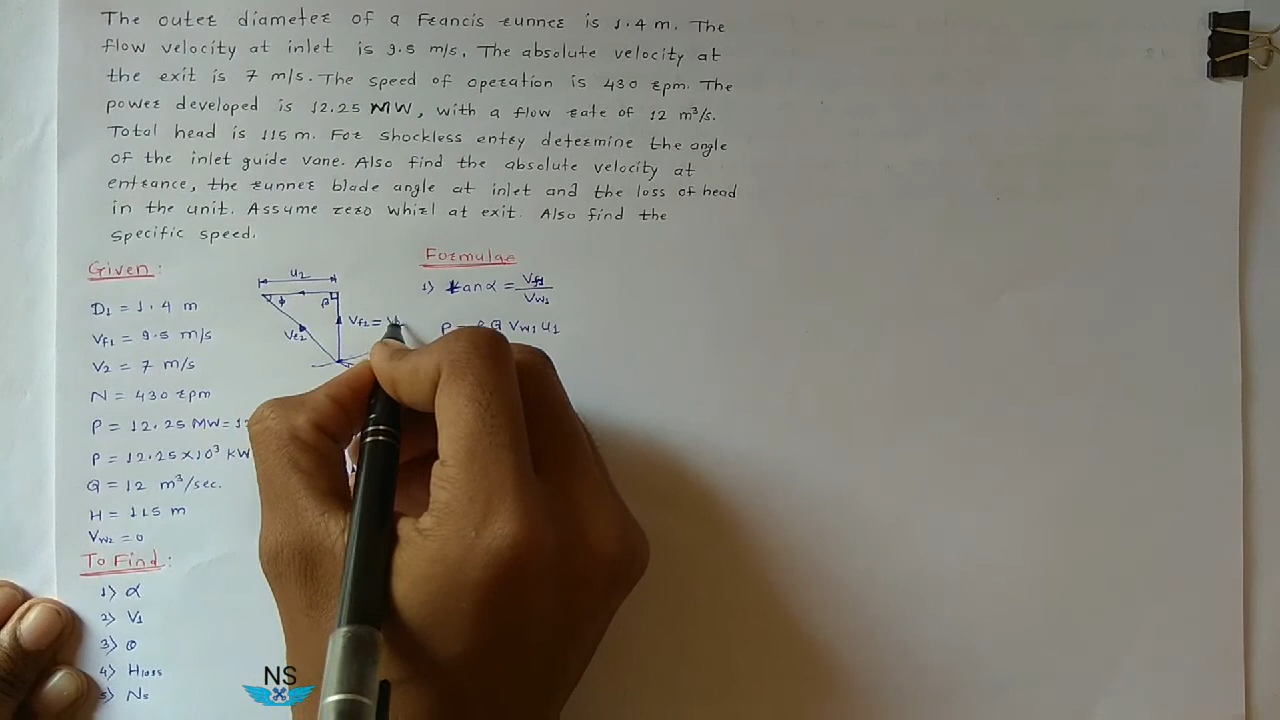 The outer diameter of a Francis runner is 1.4 m. The
flow velocity at inlet is 9.5 m/s. The absolute velocity at
the exit is 7 m/s. The speed of operation is 430 rpm. The
power developed is 12.25 MW, with a flow rate of 12 m³/s.
Total head is 115 m. For shockless entry determine the angle
of the inlet guide vane. Also find the absolute velocity at
entrance, the runner blade angle at inlet and the loss of head
in the unit. Assume zero whirl at exit. Also find the
specific speed.
Given:
D1 = 1.4 m
Vf1 = 9.5 m/s
V2 = 7 m/s
N = 430 rpm
P = 12.25 MW = 12
P = 12.25 × 10³ KW
Q = 12 m³/sec.
H = 115 m
Vw2 = 0
To Find:
1) α
2) V1
3) θ
4) Hloss
5) Ns
u2
φ
β
Vr2
Vf2 = V2
Formulae
1) tan α = Vf1 / Vw1
P = ρ Q Vw1 u1
NS